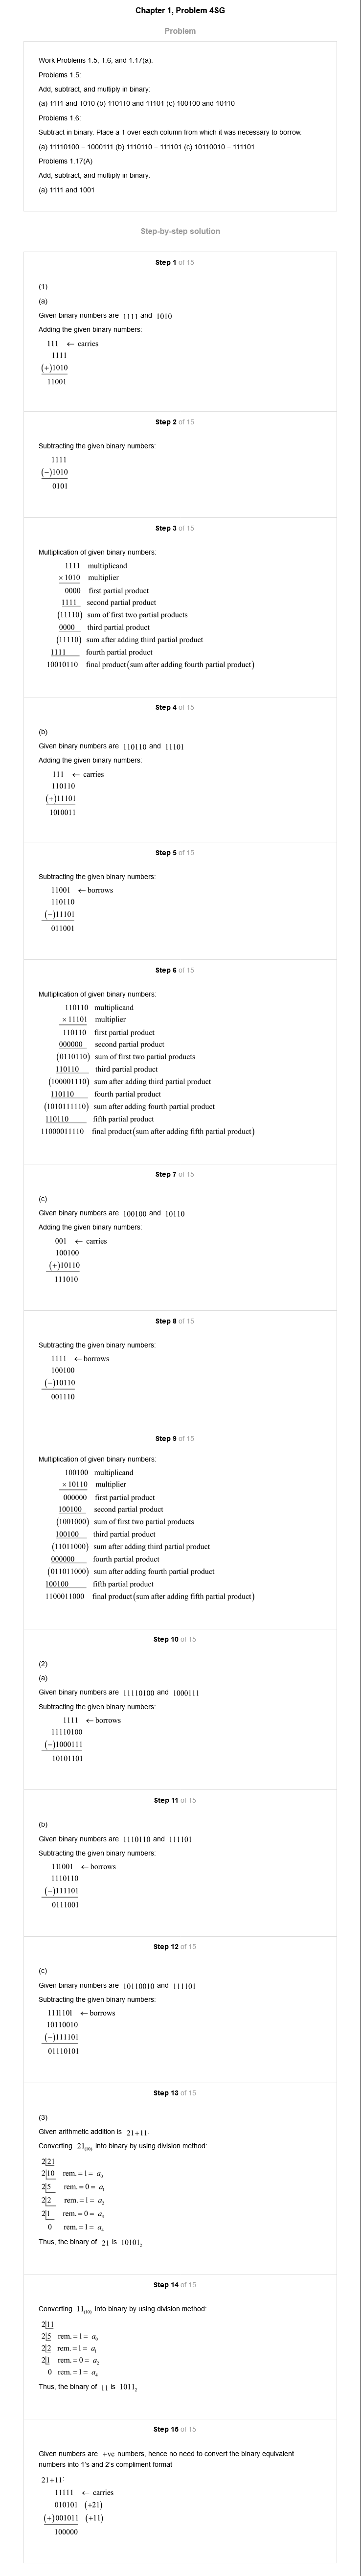 Chapter 1, Problem 4SG
Problem
Work Problems 1.5, 1.6, and 1.17(a).
Problems 1.5:
Add, subtract, and multiply in binary:
(a) 1111 and 1010 (b) 110110 and 11101 (c) 100100 and 10110
Problems 1.6:
Subtract in binary. Place a 1 over each column from which it was necessary to borrow.
(a) 11110100 − 1000111 (b) 1110110 − 111101 (c) 10110010 − 111101
Problems 1.17(A)
Add, subtract, and multiply in binary:
(a) 1111 and 1001
Step-by-step solution
Step 1 of 15
(1)
(a)
Given binary numbers are 1111 and 1010
Adding the given binary numbers:
111 ← carries
1111
(+)1010
11001
Step 2 of 15
Subtracting the given binary numbers:
1111
(−)1010
0101
Step 3 of 15
Multiplication of given binary numbers:
1111 multiplicand
×1010 multiplier
0000 first partial product
1111 second partial product
(11110) sum of first two partial products
0000 third partial product
(11110) sum after adding third partial product
1111 fourth partial product
10010110 final product(sum after adding fourth partial product)
Step 4 of 15
(b)
Given binary numbers are 110110 and 11101
Adding the given binary numbers:
111 ← carries
110110
(+)11101
1010011
Step 5 of 15
Subtracting the given binary numbers:
11001 ← borrows
110110
(−)11101
011001
Step 6 of 15
Multiplication of given binary numbers:
110110 multiplicand
×11101 multiplier
110110 first partial product
000000 second partial product
(0110110) sum of first two partial products
110110 third partial product
(100001110) sum after adding third partial product
110110 fourth partial product
(1010111110) sum after adding fourth partial product
110110 fifth partial product
11000011110 final product(sum after adding fifth partial product)
Step 7 of 15
(c)
Given binary numbers are 100100 and 10110
Adding the given binary numbers:
001 ← carries
100100
(+)10110
111010
Step 8 of 15
Subtracting the given binary numbers:
1111 ← borrows
100100
(−)10110
001110
Step 9 of 15
Multiplication of given binary numbers:
100100 multiplicand
×10110 multiplier
000000 first partial product
100100 second partial product
(1001000) sum of first two partial products
100100 third partial product
(11011000) sum after adding third partial product
000000 fourth partial product
(011011000) sum after adding fourth partial product
100100 fifth partial product
1100011000 final product(sum after adding fifth partial product)
Step 10 of 15
(2)
(a)
Given binary numbers are 11110100 and 1000111
Subtracting the given binary numbers:
1111 ← borrows
11110100
(−)1000111
10101101
Step 11 of 15
(b)
Given binary numbers are 1110110 and 111101
Subtracting the given binary numbers:
111001 ← borrows
1110110
(−)111101
0111001
Step 12 of 15
(c)
Given binary numbers are 10110010 and 111101
Subtracting the given binary numbers:
1111101 ← borrows
10110010
(−)111101
01110101
Step 13 of 15
(3)
Given arithmetic addition is 21+11.
Converting 21(10) into binary by using division method:
2|21
2|10 rem.=1= a0
2|5 rem.=0= a1
2|2 rem.=1= a2
2|1 rem.=0= a3
0 rem.=1= a4
Thus, the binary of 21 is 10101₂
Step 14 of 15
Converting 11(10) into binary by using division method:
2|11
2|5 rem.=1= a0
2|2 rem.=1= a1
2|1 rem.=0= a2
0 rem.=1= a4
Thus, the binary of 11 is 1011₂
Step 15 of 15
Given numbers are +ve numbers, hence no need to convert the binary equivalent
numbers into 1's and 2's compliment format
21+11:
11111 ← carries
010101 (+21)
(+)001011 (+11)
100000